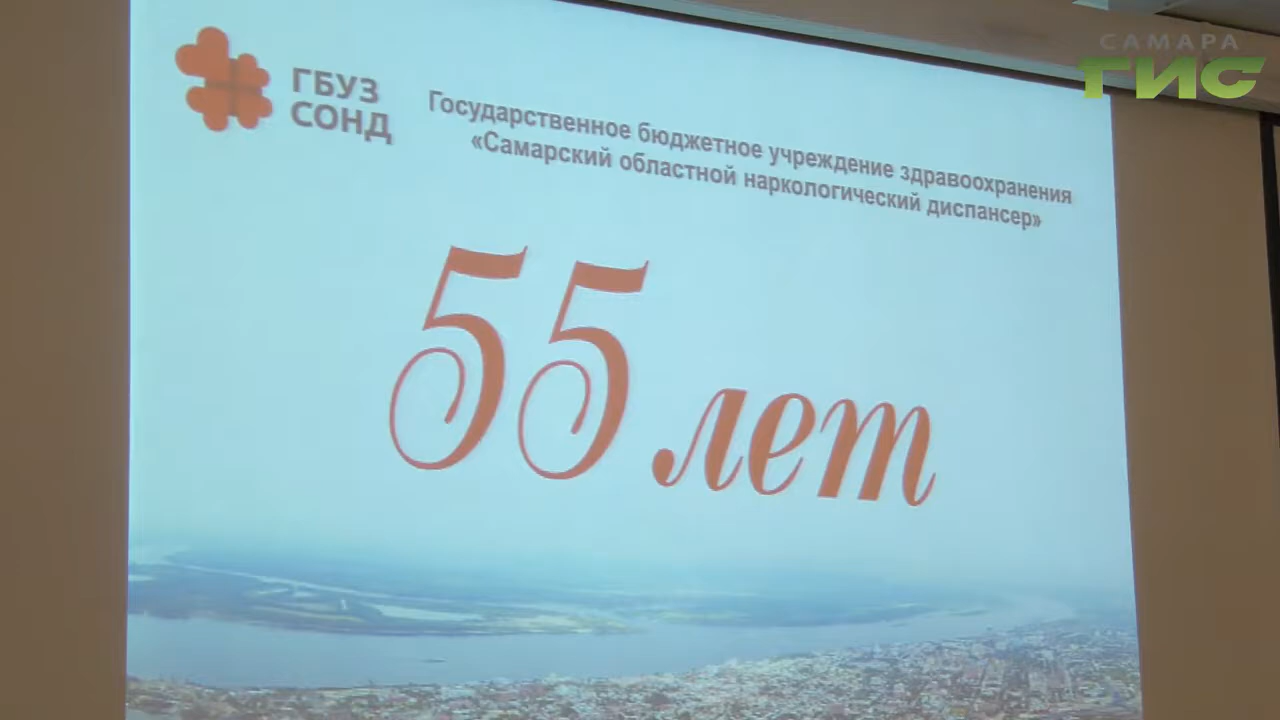 САМАРА
ГИС
ГБУЗ
СОНД
Государственное бюджетное учреждение здравоохранения
«Самарский областной наркологический диспансер»
55 лет